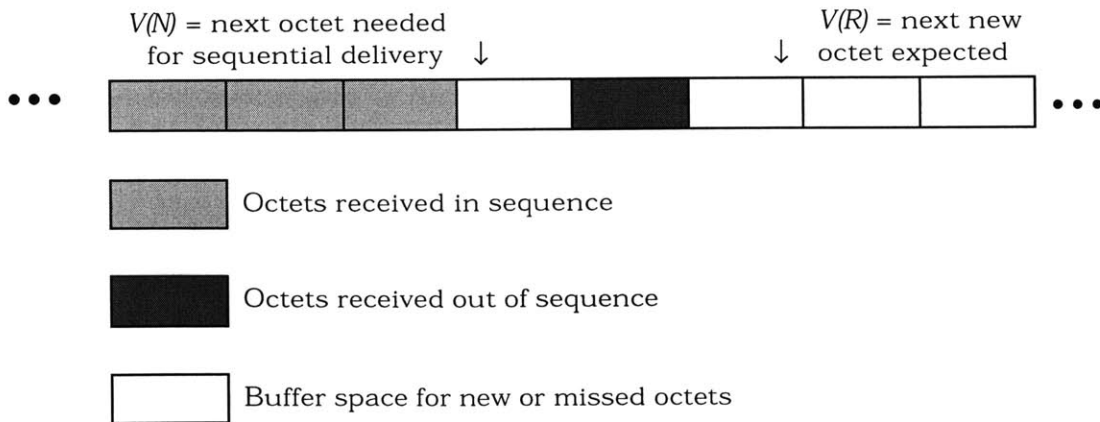 V(N) = next octet needed
for sequential delivery ↓
↓ V(R) = next new
octet expected
••• •••
Octets received in sequence
Octets received out of sequence
Buffer space for new or missed octets